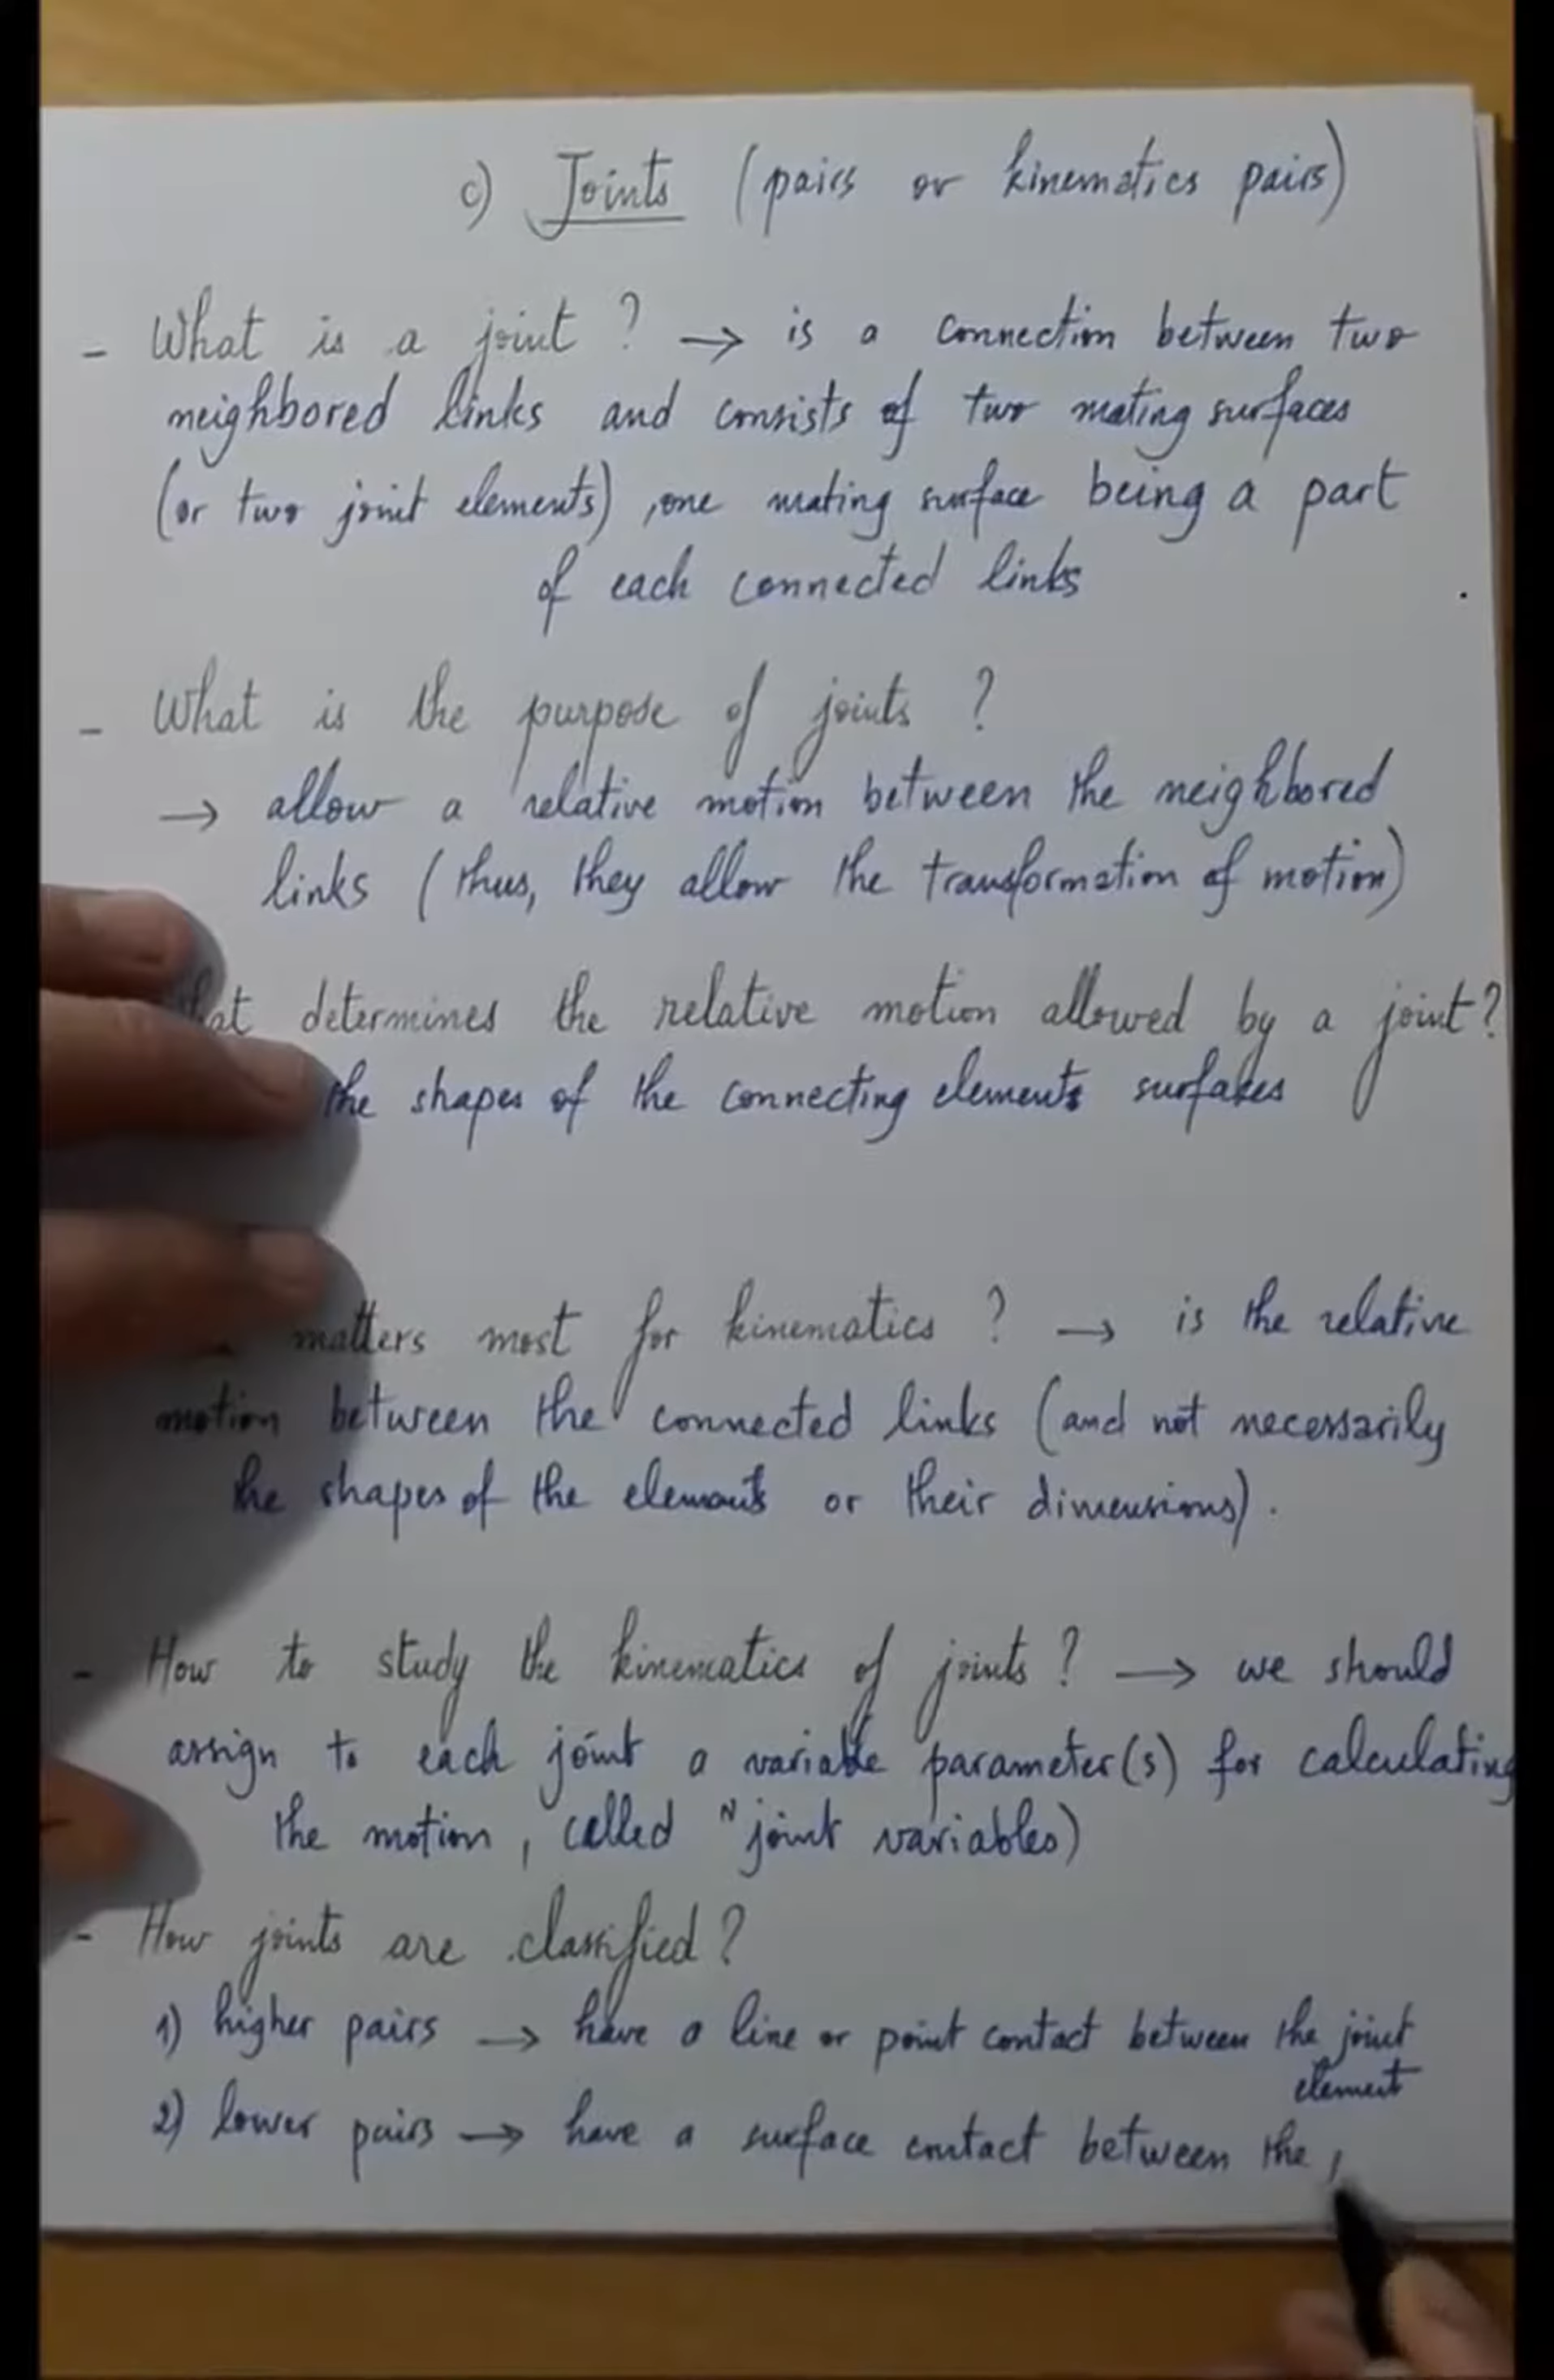 c) Joints (pairs or kinematics pairs)
- What is a joint ? → is a connection between two
neighbored links and consists of two mating surfaces
(or two joint elements) , one mating surface being a part
of each connected links
- What is the purpose of joints ?
→ allow a relative motion between the neighbored
links (thus, they allow the transformation of motion)
determines the relative motion allowed by a joint?
the shapes of the connecting elements surfaces
matters most for kinematics ? → is the relative
motion between the connected links (and not necessarily
the shapes of the elements or their dimensions) .
- How to study the kinematics of joints ? → we should
assign to each joint a variable parameter(s) for calculating
the motion , called "joint variables)
- How joints are classified ?
1) higher pairs → have a line or point contact between the joint
element
2) lower pairs → have a surface contact between the